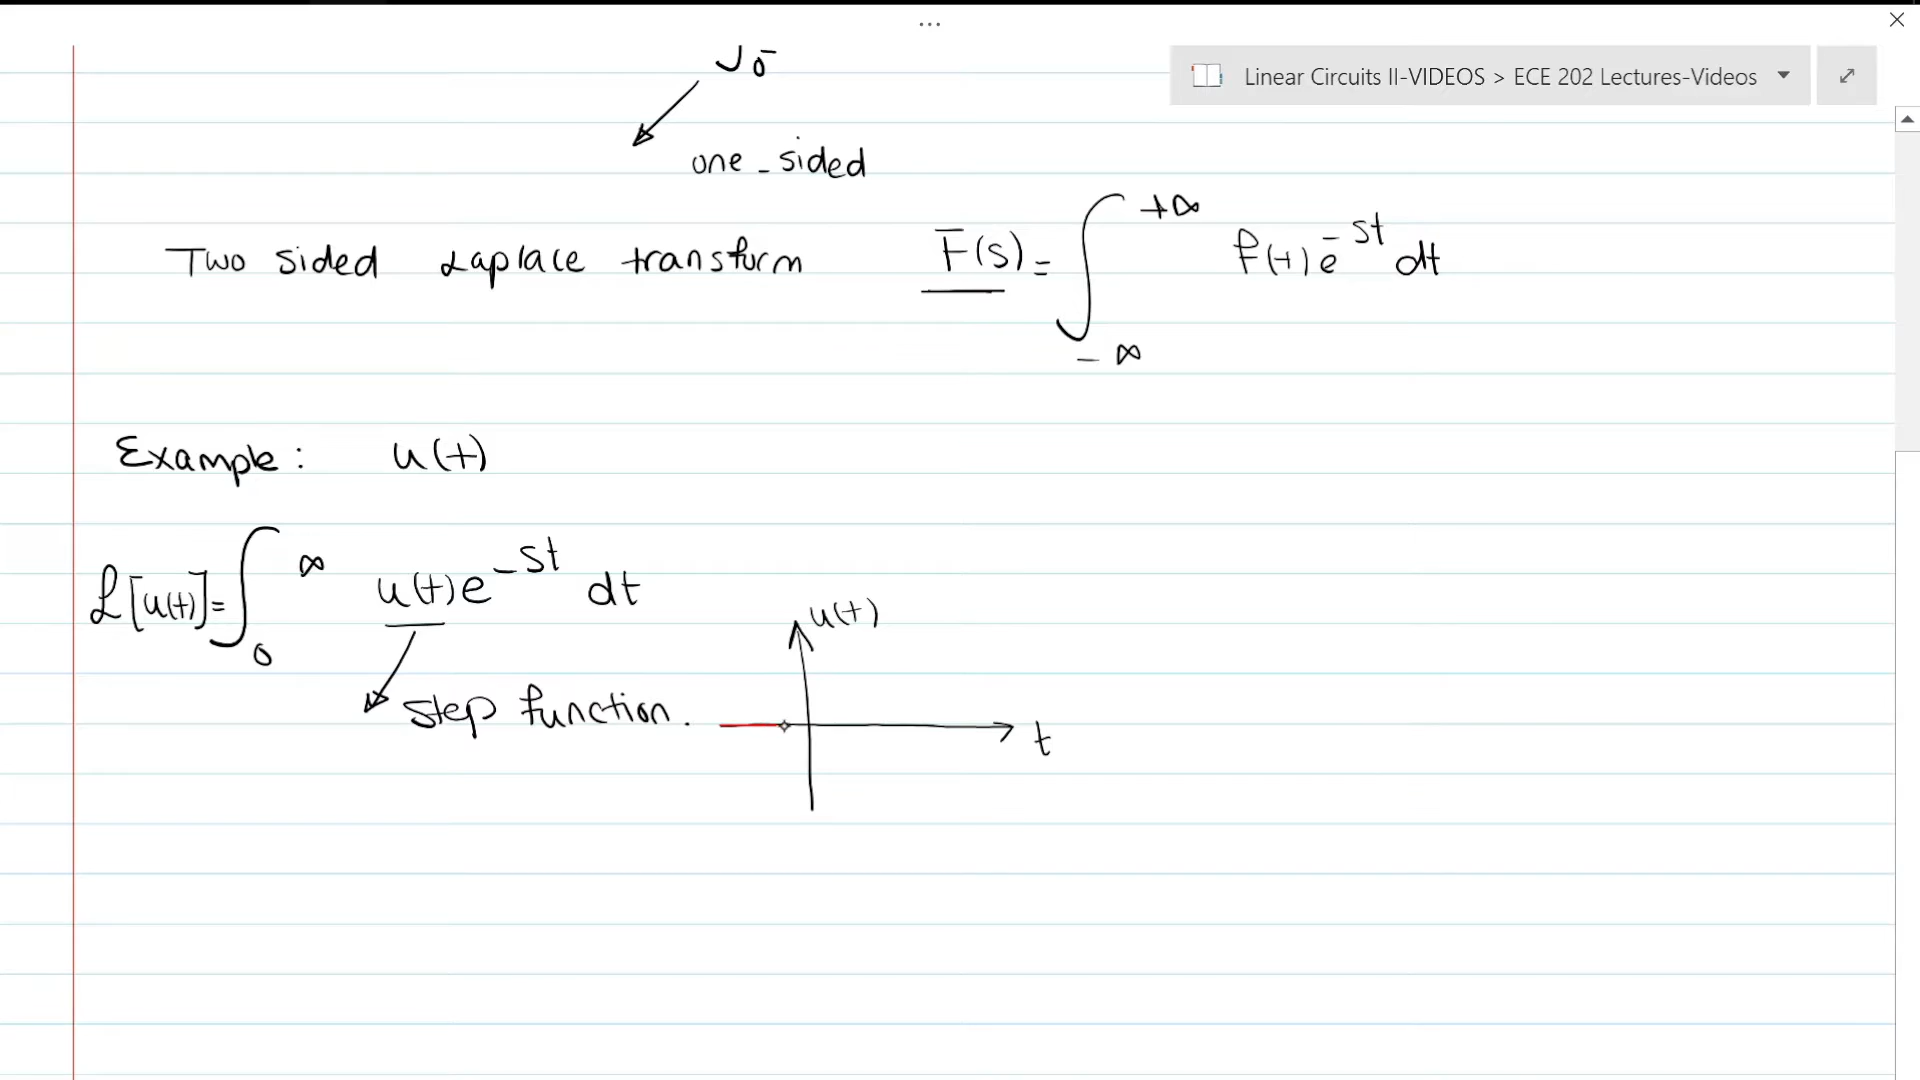 ...
Linear Circuits II-VIDEOS > ECE 202 Lectures-Videos
∫0⁻
one-sided
Two sided Laplace transform F(s) = ∫_{-∞}^{+∞} f(t) e^{-st} dt
Example: u(t)
ℒ[u(t)] = ∫_0^∞ u(t) e^{-st} dt
u(t)
step function.
t